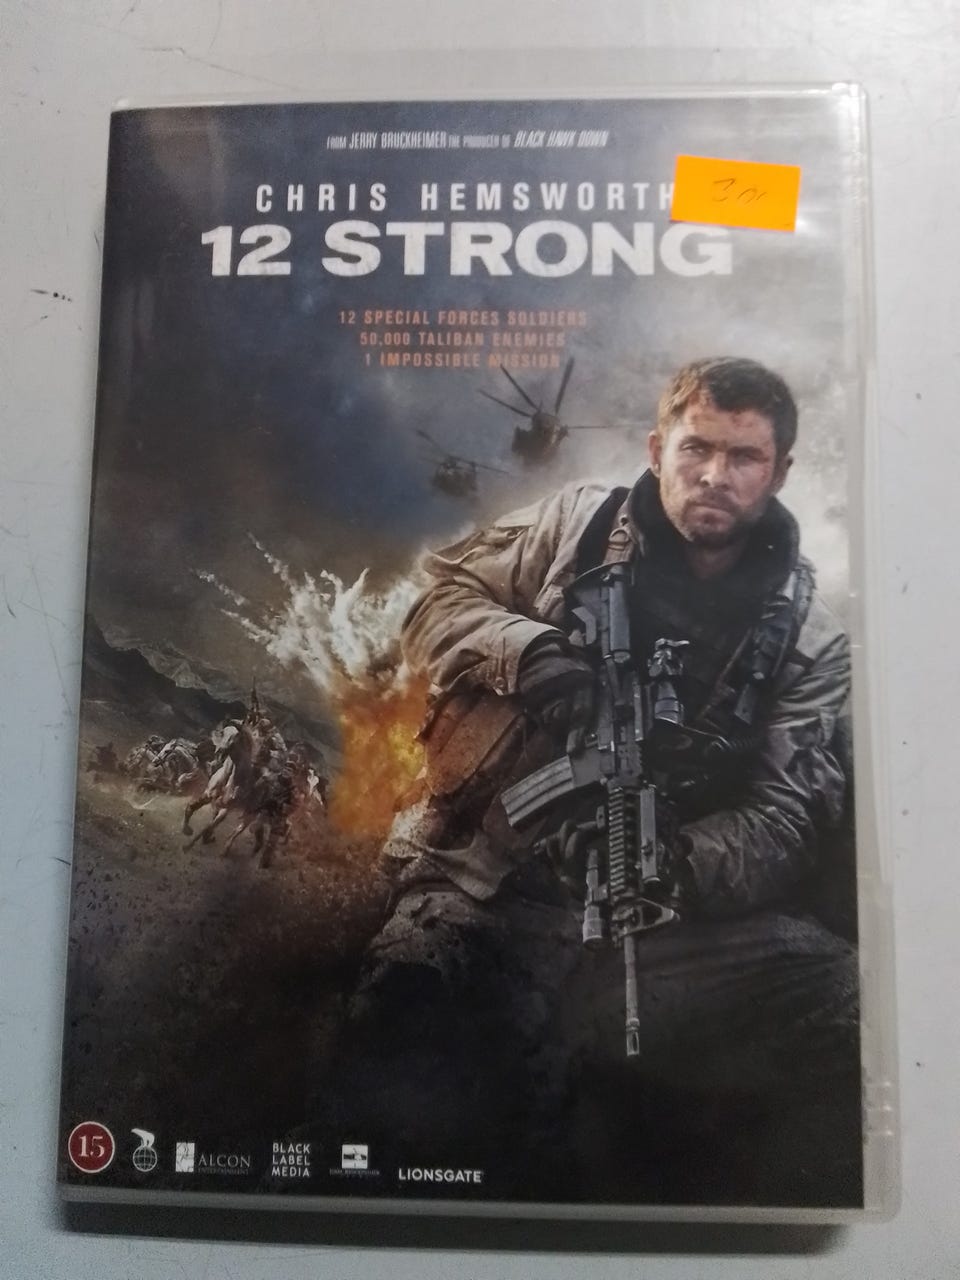 FROM JERRY BRUCKHEIMER THE PRODUCER OF BLACK HAWK DOWN
CHRIS HEMSWORTH
12 STRONG
12 SPECIAL FORCES SOLDIERS
50,000 TALIBAN ENEMIES
1 IMPOSSIBLE MISSION
15
ALCON
ENTERTAINMENT
BLACK
LABEL
MEDIA
LIONSGATE